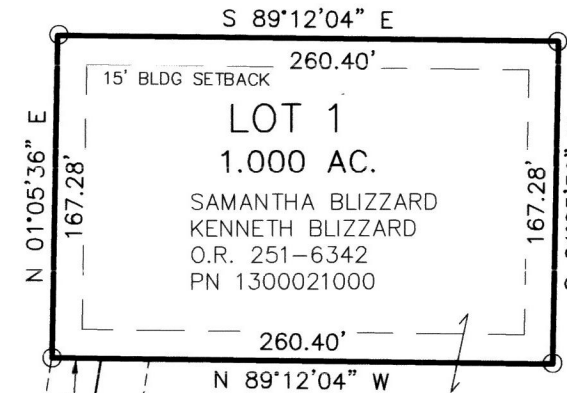 S 89°12'04" E
260.40'
15' BLDG SETBACK
LOT 1
1.000 AC.
N 01°05'36" E
167.28'
167.28'
SAMANTHA BLIZZARD
KENNETH BLIZZARD
O.R. 251-6342
PN 1300021000
260.40'
N 89°12'04" W